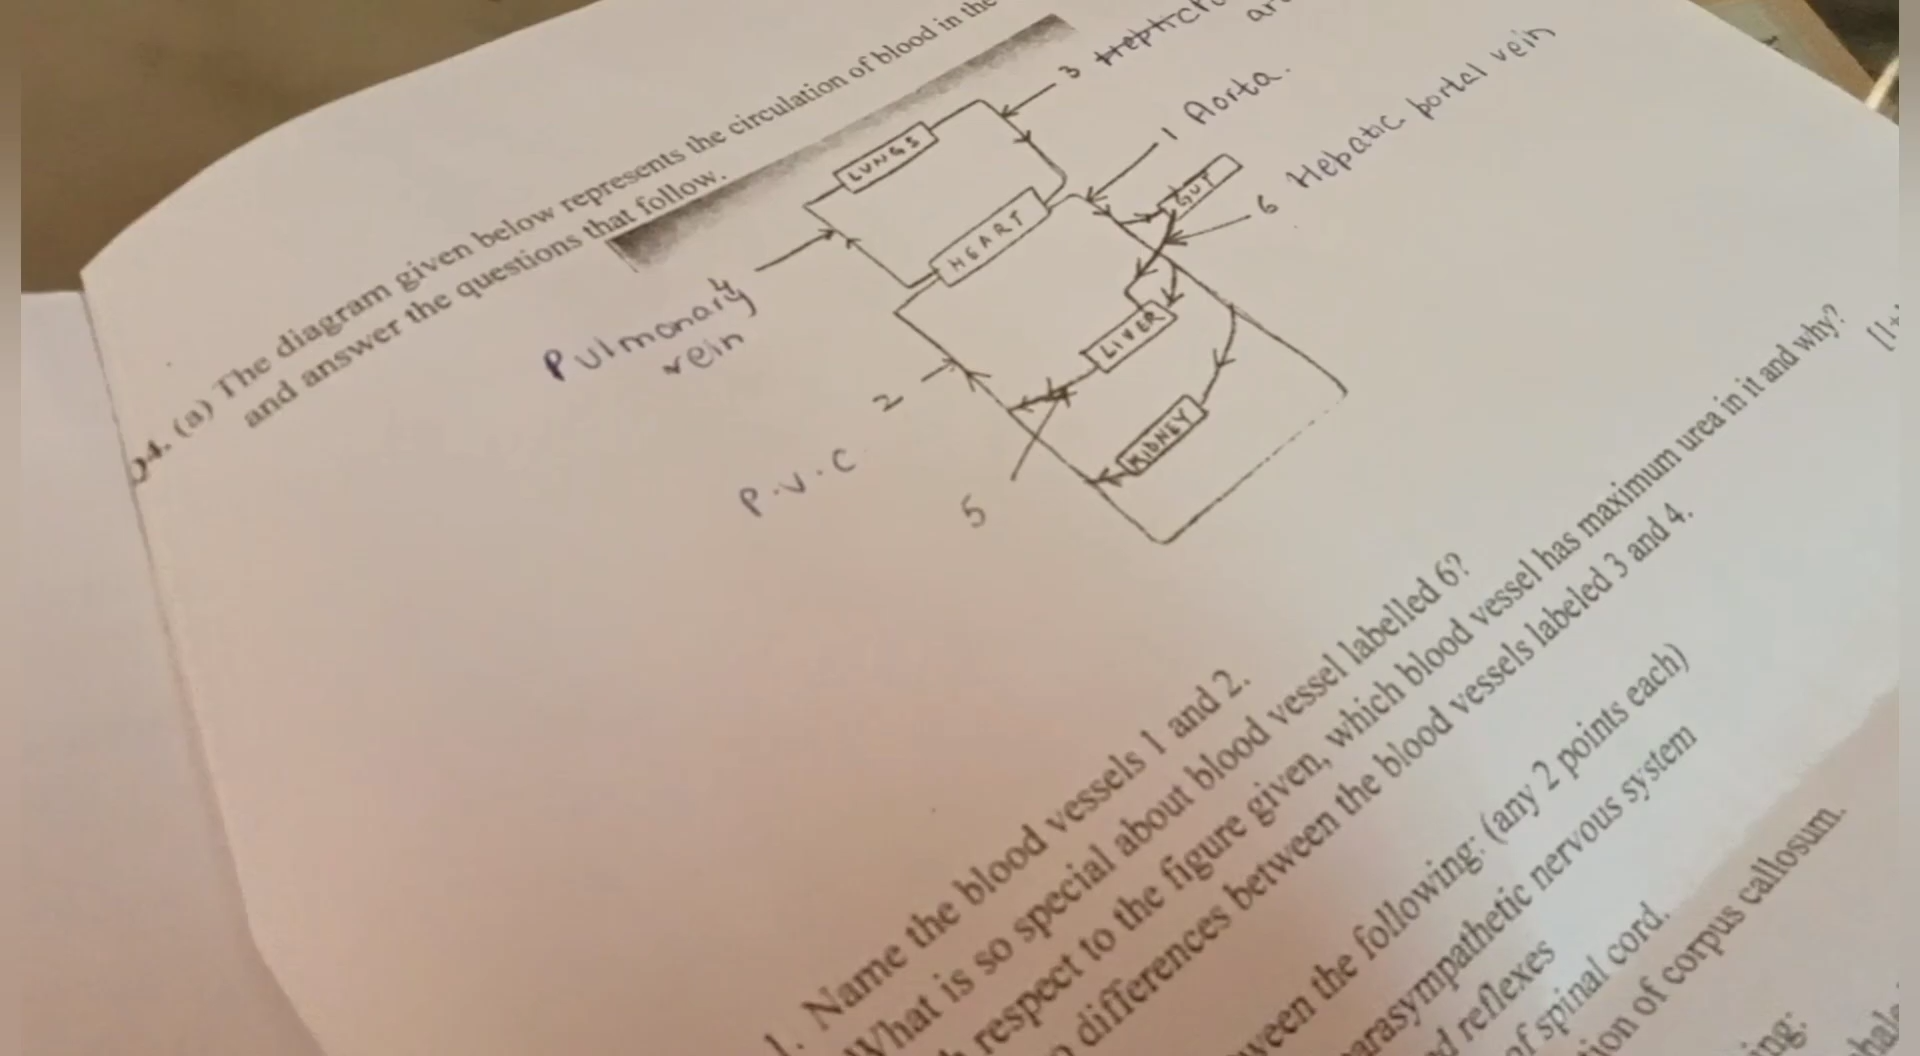 Q4. (a) The diagram given below represents the circulation of blood in the
and answer the questions that follow.
3
1 Aorta.
6 Hepatic portal vein
LUNGS
HEART
GUT
4
Pulmonary
vein
LIVER
2
P.V.C
KIDNEY
5
1. Name the blood vessels 1 and 2.
What is so special about blood vessel labelled 6?
respect to the figure given, which blood vessel has maximum urea in it and why?
differences between the blood vessels labeled 3 and 4.
the following: (any 2 points each)
parasympathetic nervous system
reflexes
of spinal cord.
of corpus callosum.